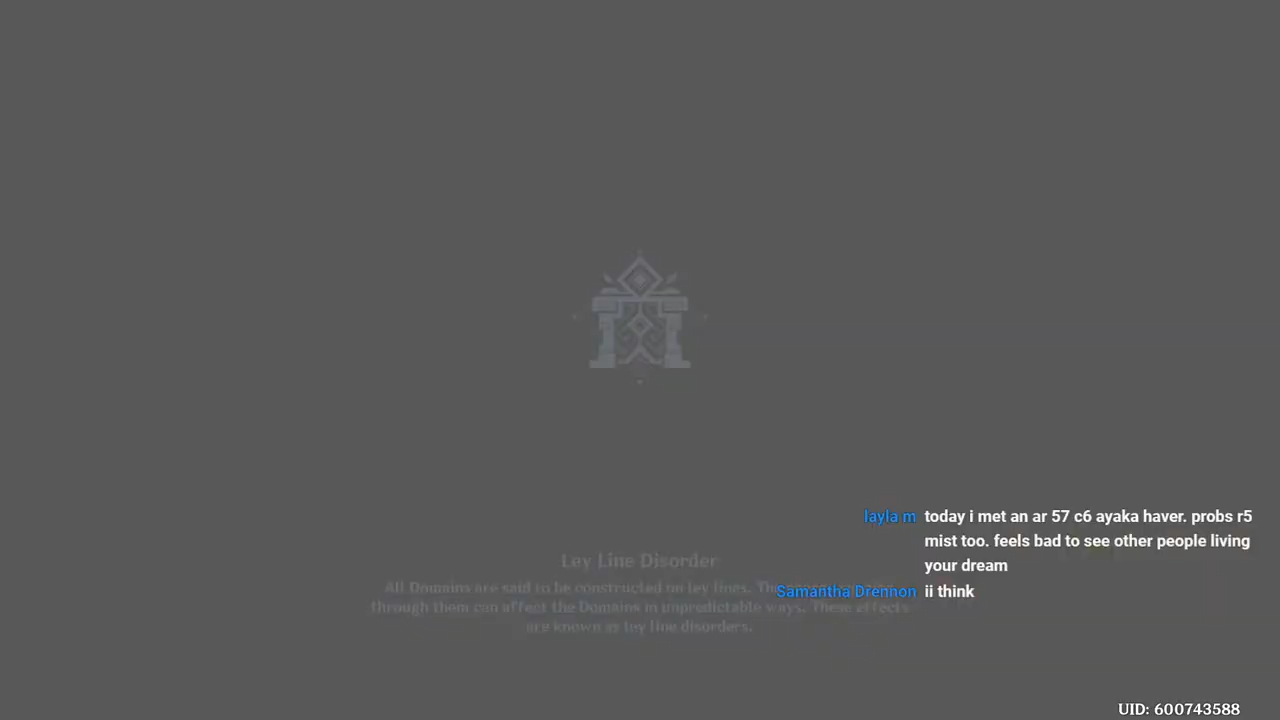 layla m today i met an ar 57 c6 ayaka haver. probs r5
mist too. feels bad to see other people living
your dream
Ley Line Disorder
All Domains are said to be constructed on ley lines. The
Samantha Drennon ii think
through them can affect the Domains in unpredictable ways. These effects
are known as ley line disorders.
UID: 600743588